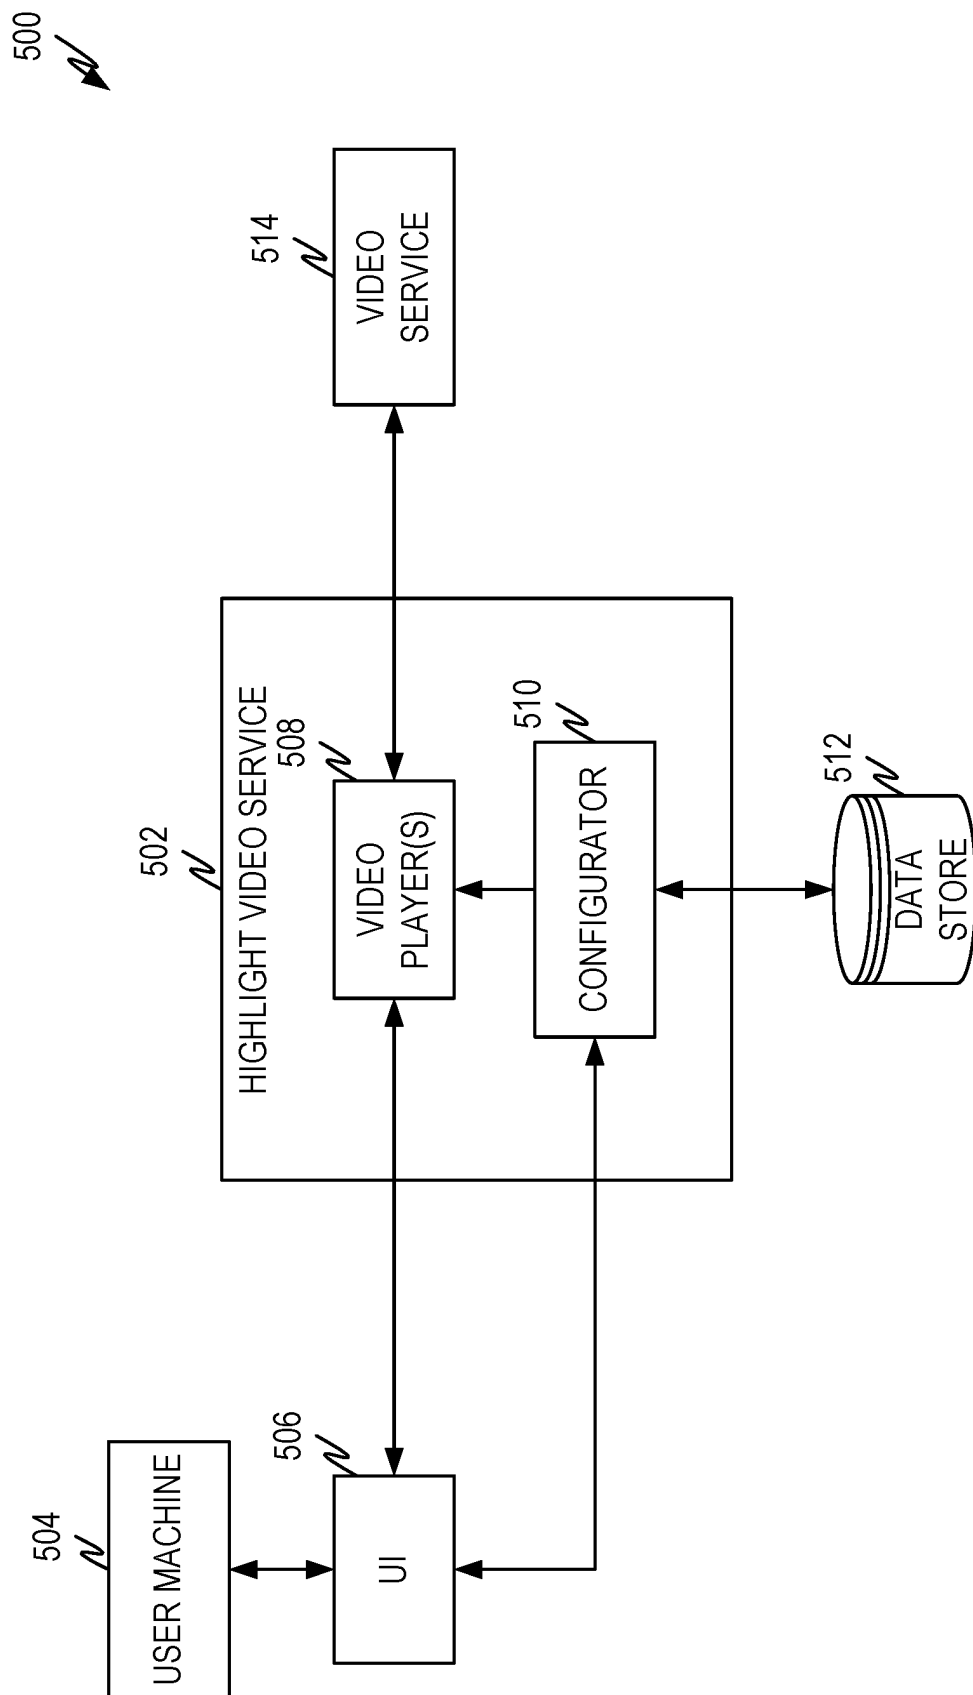 500
504
USER MACHINE
506
UI
502
HIGHLIGHT VIDEO SERVICE
508
VIDEO
PLAYER(S)
510
CONFIGURATOR
512
DATA
STORE
514
VIDEO
SERVICE